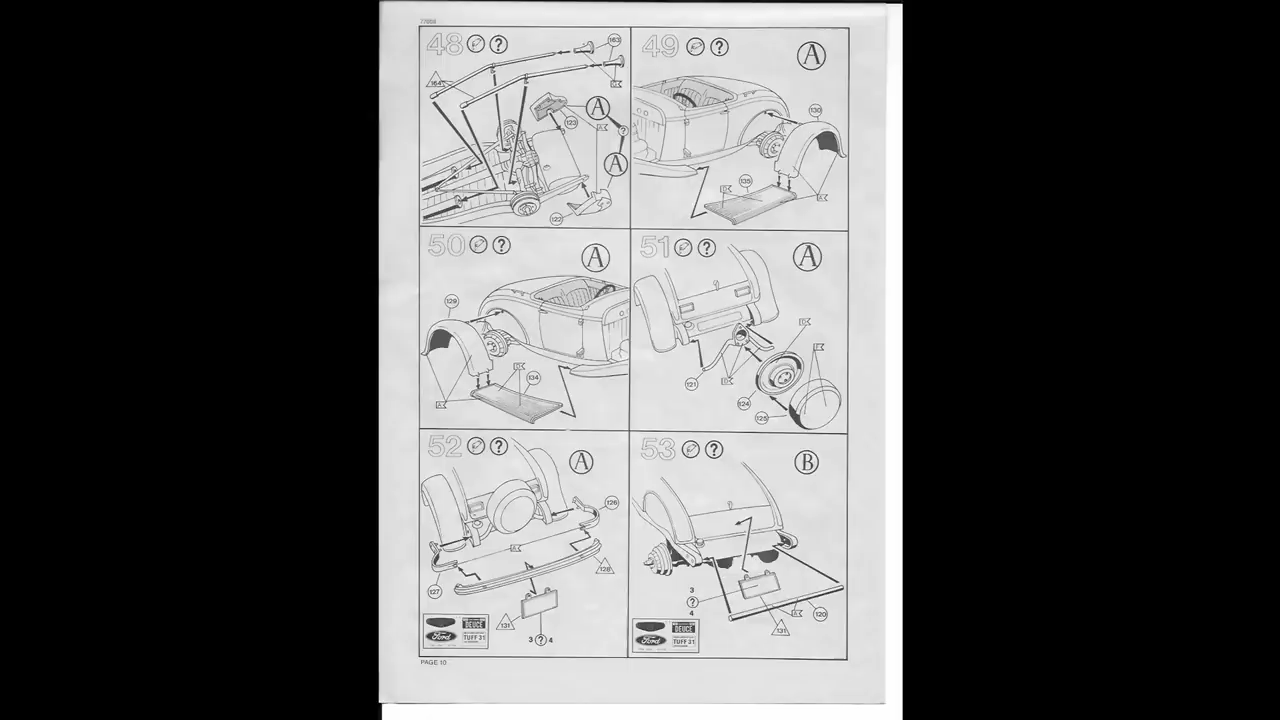 77606
48 ? 163
164
D
123 A
A ?
A
122
49 ? A
130
135
D
A
50 ? A
129
D
134
A
51 ? A
D
F
121
D
124
125
52 ? A
126
A
128
127
131
3 ? 4
DEUCE
Ford
TUFF 31
53 ? B
3
?
4
A 120
131
DEUCE
Ford
TUFF 31
PAGE 10